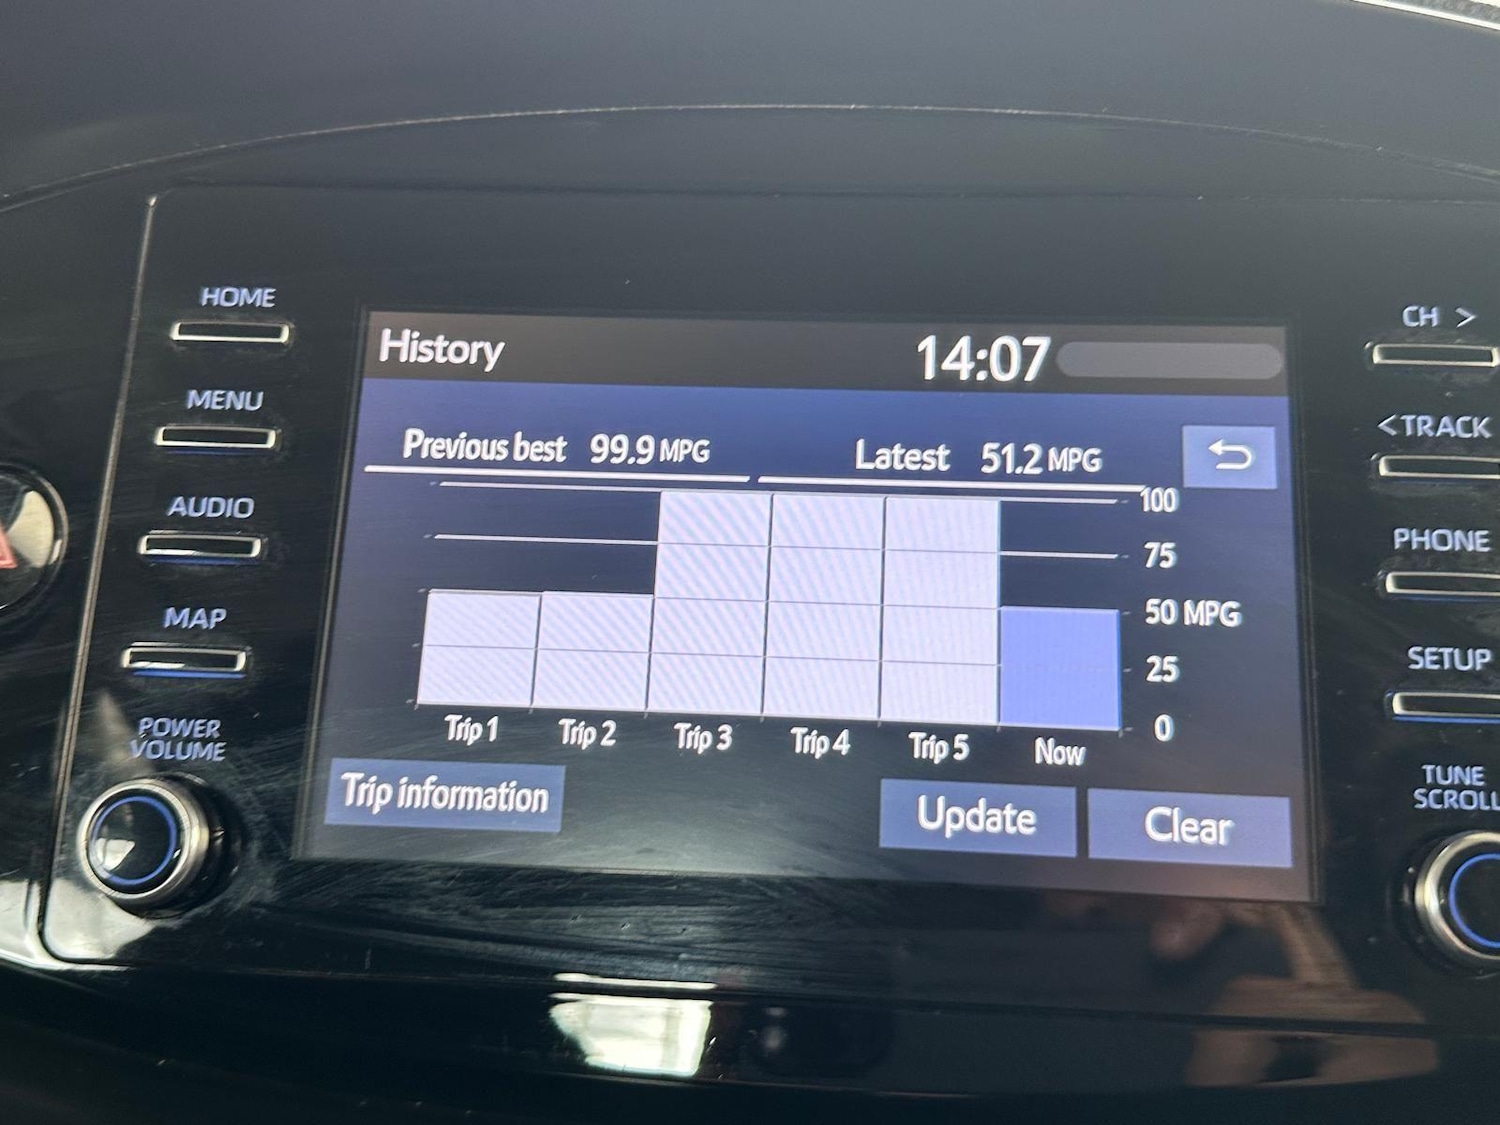 HOME
MENU
AUDIO
MAP
POWER
VOLUME
History
14:07
Previous best 99.9 MPG
Latest 51.2 MPG
100
75
50 MPG
25
0
Trip 1
Trip 2
Trip 3
Trip 4
Trip 5
Now
Trip information
Update
Clear
CH >
< TRACK
PHONE
SETUP
TUNE
SCROLL